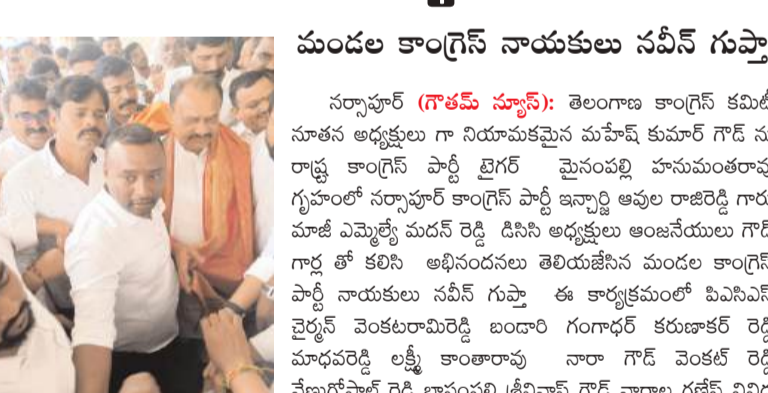 మండల కాంగ్రెస్ నాయకులు నవీన్ గుప్తా
నర్సాపూర్ (గౌతమ్ న్యూస్): తెలంగాణ కాంగ్రెస్ కమిటీ
నూతన అధ్యక్షులు గా నియామకమైన మహేష్ కుమార్ గౌడ్ ను
రాష్ట్ర కాంగ్రెస్ పార్టీ టైగర్ మైనంపల్లి హనుమంతరావు
గృహంలో నర్సాపూర్ కాంగ్రెస్ పార్టీ ఇన్చార్జి ఆవుల రాజిరెడ్డి గారు
మాజీ ఎమ్మెల్యే మదన్ రెడ్డి డిసిసి అధ్యక్షులు ఆంజనేయులు గౌడ్
గార్ల తో కలిసి అభినందనలు తెలియజేసిన మండల కాంగ్రెస్
పార్టీ నాయకులు నవీన్ గుప్తా ఈ కార్యక్రమంలో పిఎసిఎస్
చైర్మన్ వెంకటరామిరెడ్డి బండారి గంగాధర్ కరుణాకర్ రెడ్డి
మాధవరెడ్డి లక్ష్మీ కాంతారావు నారా గౌడ్ వెంకట్ రెడ్డి